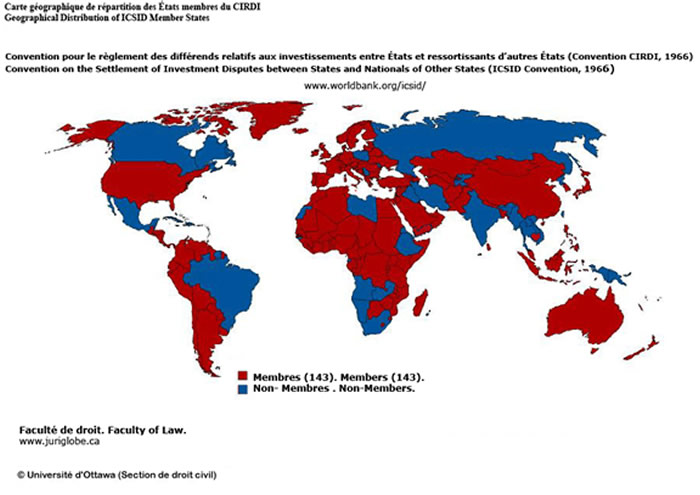 Carte géographique de répartition des États membres du CIRDI
Geographical Distribution of ICSID Member States
Convention pour le règlement des différends relatifs aux investissements entre États et ressortissants d'autres États (Convention CIRDI, 1966)
Convention on the Settlement of Investment Disputes between States and Nationals of Other States (ICSID Convention, 1966)
www.worldbank.org/icsid/
Membres (143). Members (143).
Non- Membres . Non-Members.
Faculté de droit. Faculty of Law.
www.juriglobe.ca
© Université d'Ottawa (Section de droit civil)